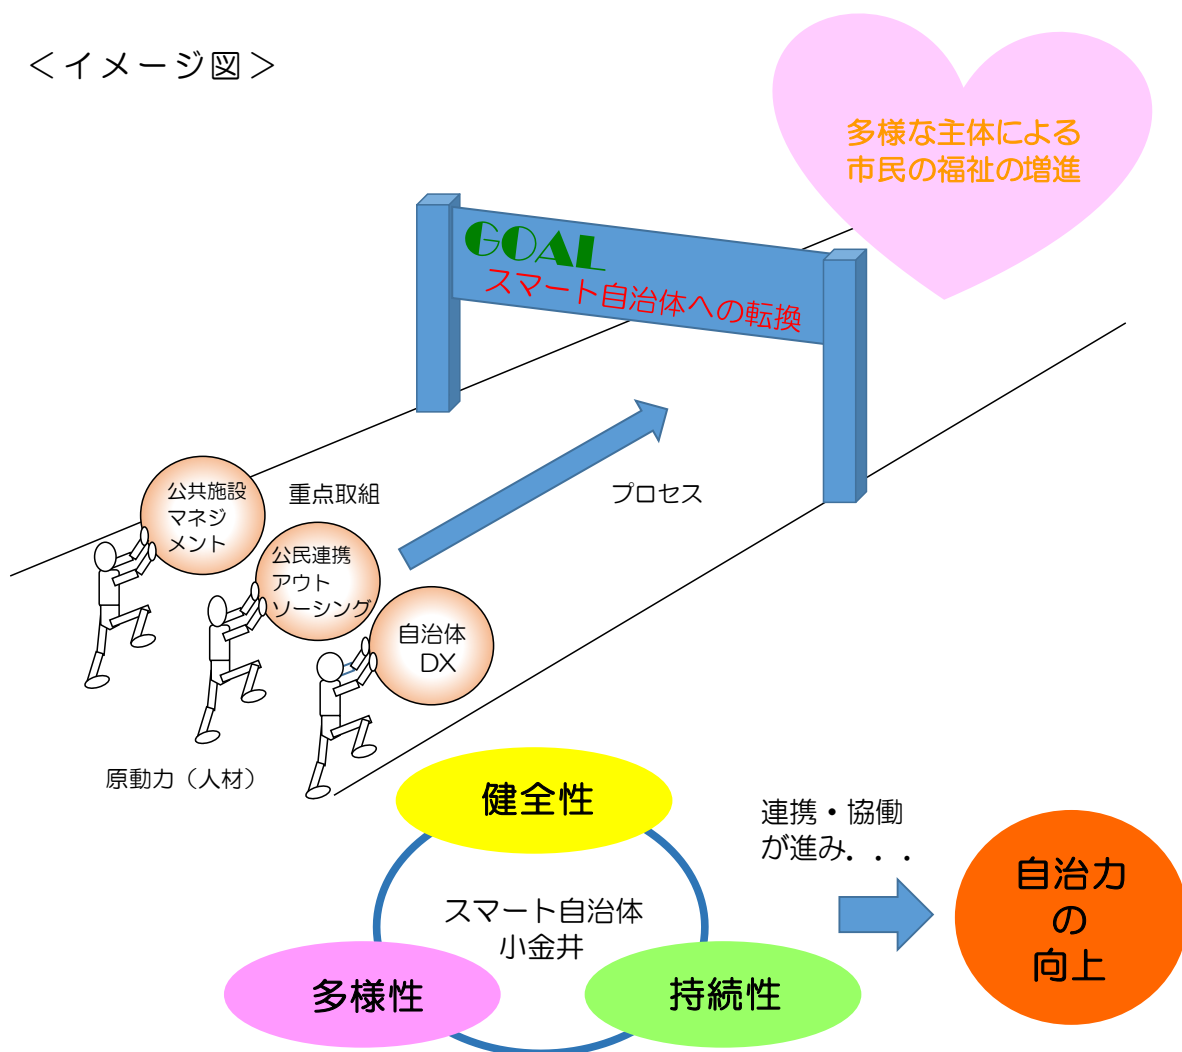 ＜イメージ図＞
多様な主体による
市民の福祉の増進
GOAL
スマート自治体への転換
公共施設
マネジ
メント
重点取組
プロセス
公民連携
アウト
ソーシング
自治体
DX
原動力（人材）
健全性
スマート自治体
小金井
多様性
持続性
連携・協働
が進み．．．
自治力
の
向上